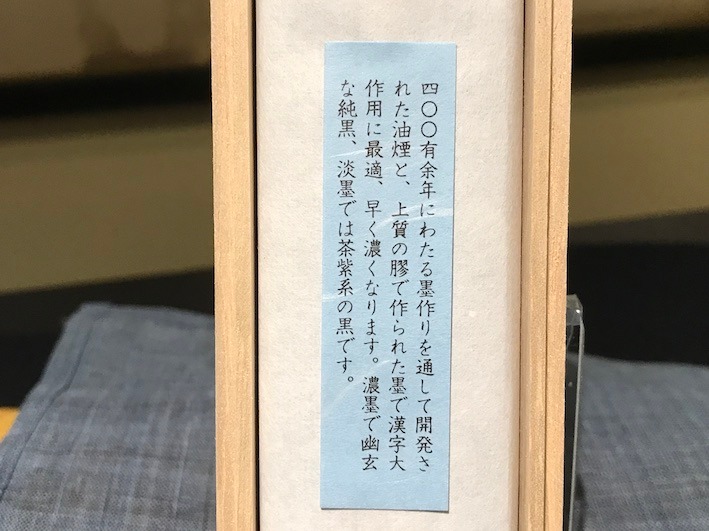 四〇〇有余年にわたる墨作りを通して開発さ
れた油煙と、上質の膠で作られた墨で漢字大
作用に最適、早く濃くなります。濃墨で幽玄
な純黒、淡墨では茶紫系の黒です。